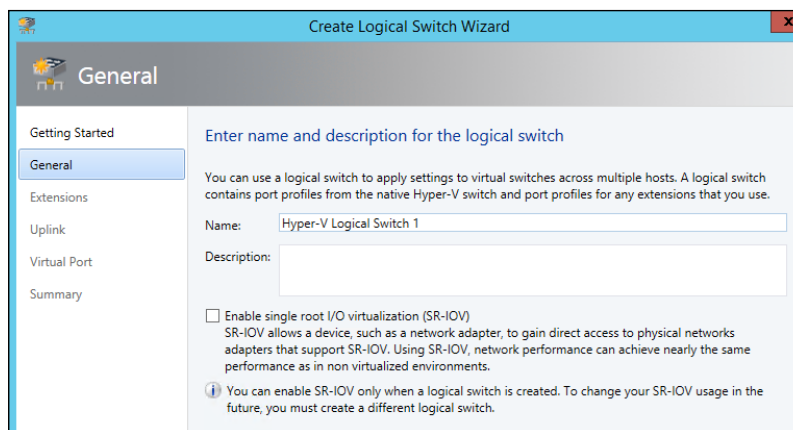 Create Logical Switch Wizard
x
General
Getting Started
General
Extensions
Uplink
Virtual Port
Summary
Enter name and description for the logical switch
You can use a logical switch to apply settings to virtual switches across multiple hosts. A logical switch
contains port profiles from the native Hyper-V switch and port profiles for any extensions that you use.
Name: Hyper-V Logical Switch 1
Description:
Enable single root I/O virtualization (SR-IOV)
SR-IOV allows a device, such as a network adapter, to gain direct access to physical networks
adapters that support SR-IOV. Using SR-IOV, network performance can achieve nearly the same
performance as in non virtualized environments.
You can enable SR-IOV only when a logical switch is created. To change your SR-IOV usage in the
future, you must create a different logical switch.